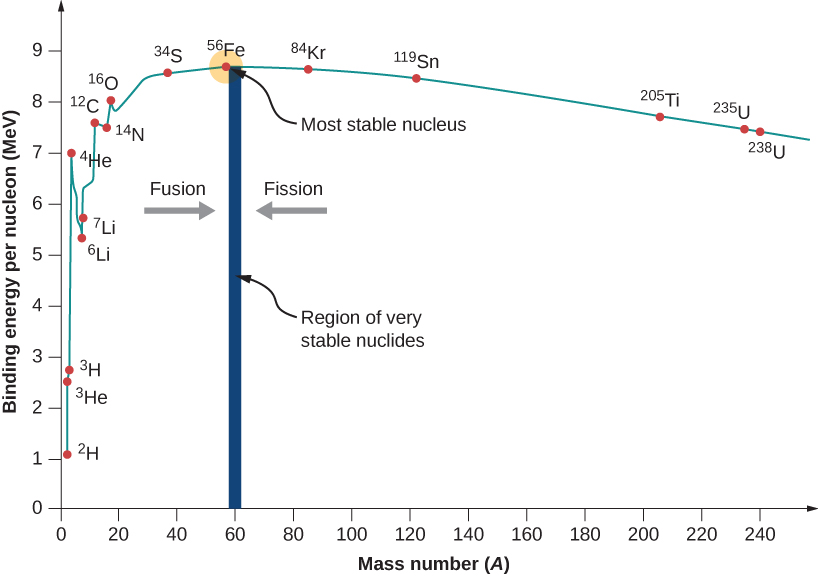 9
8
7
6
5
4
3
2
1
0
Binding energy per nucleon (MeV)
³⁴S
⁵⁶Fe
⁸⁴Kr
¹¹⁹Sn
¹⁶O
¹²C
¹⁴N
²⁰⁵Ti
²³⁵U
²³⁸U
Most stable nucleus
⁴He
Fusion
Fission
⁷Li
⁶Li
Region of very
stable nuclides
³H
³He
²H
0 20 40 60 80 100 120 140 160 180 200 220 240
Mass number (A)